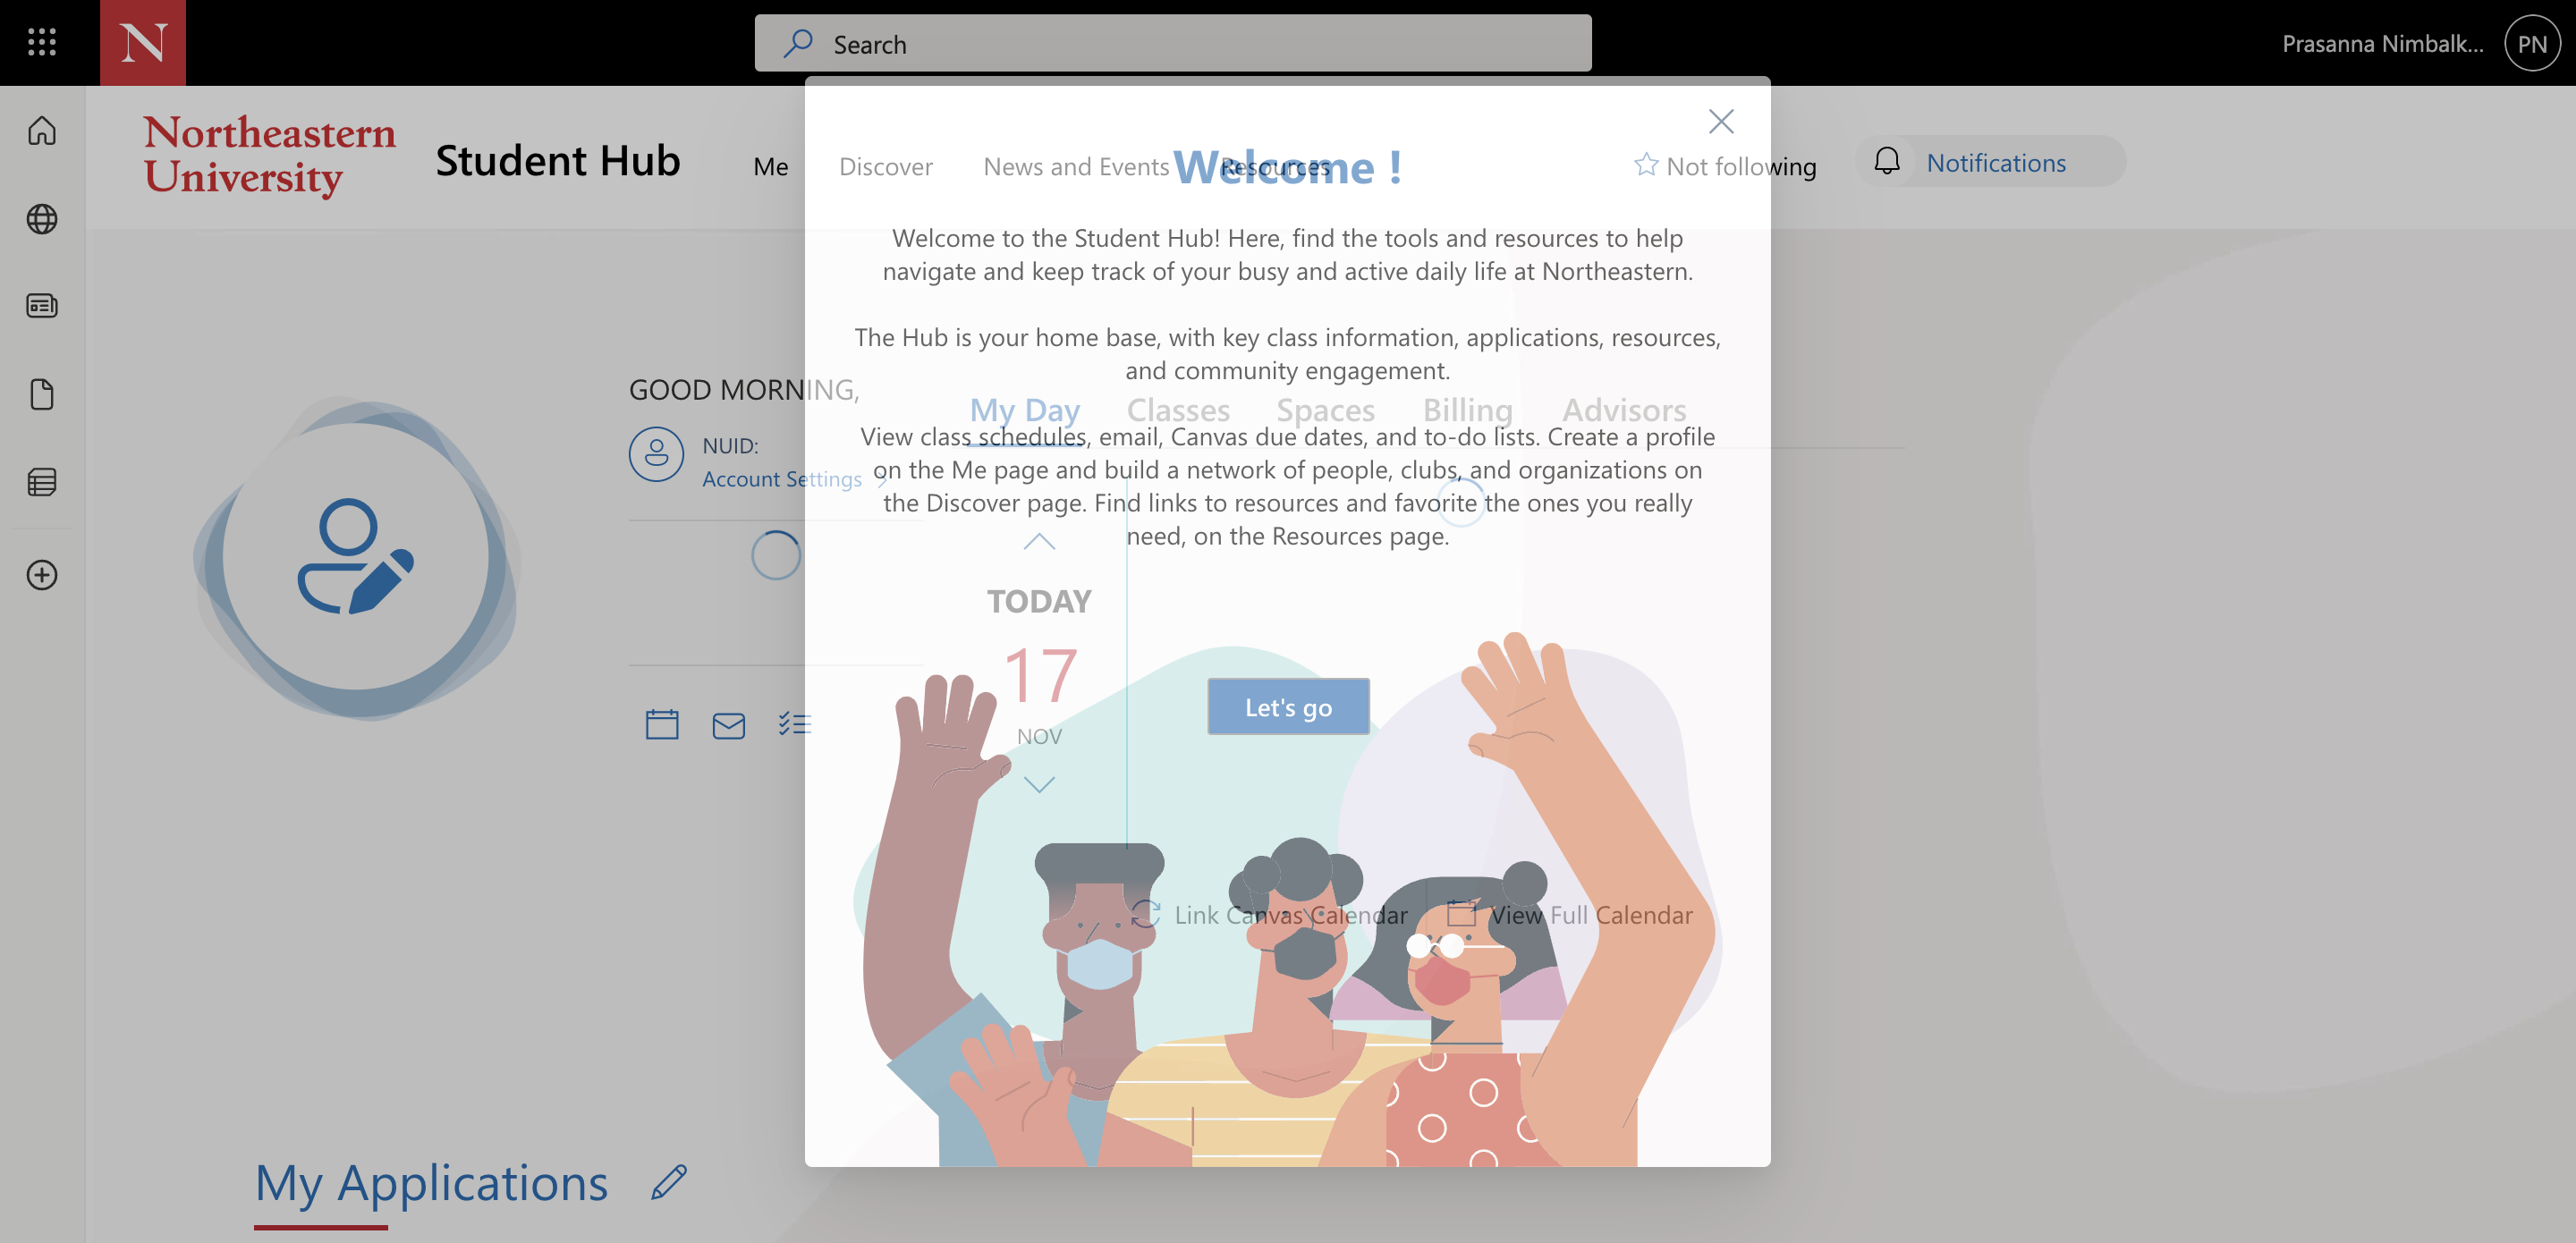 N
Search
Prasanna Nimbalk...
PN
Northeastern
University
Student Hub
Me
Discover
News and Events
Resources
Not following
Notifications
Welcome !
Welcome to the Student Hub! Here, find the tools and resources to help
navigate and keep track of your busy and active daily life at Northeastern.
The Hub is your home base, with key class information, applications, resources,
and community engagement.
GOOD MORNING,
NUID:
Account Settings
My Day
Classes
Spaces
Billing
Advisors
View class schedules, email, Canvas due dates, and to-do lists. Create a profile
on the Me page and build a network of people, clubs, and organizations on
the Discover page. Find links to resources and favorite the ones you really
need, on the Resources page.
TODAY
17
NOV
Let's go
Link Canvas Calendar
View Full Calendar
My Applications